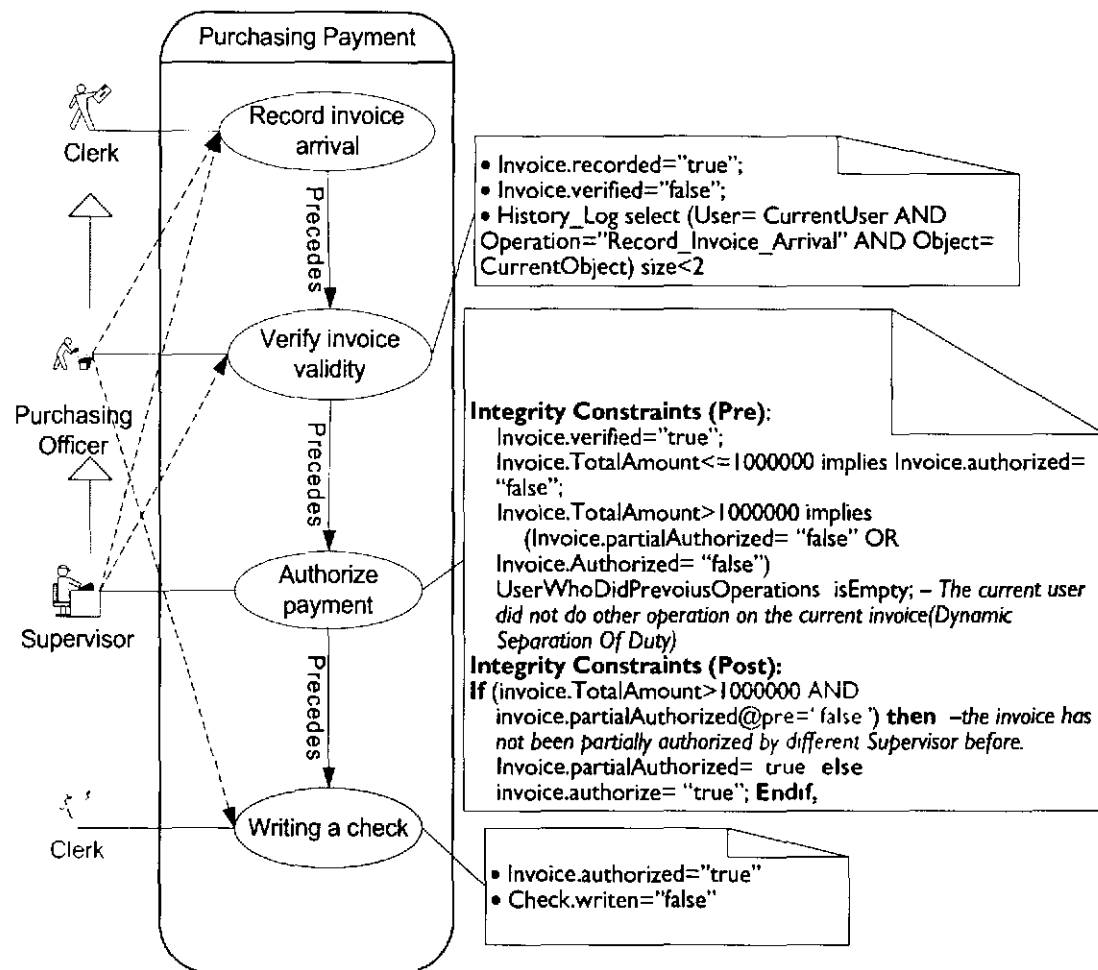 Purchasing Payment
Record invoice
arrival
Clerk
Precedes
• Invoice.recorded="true";
• Invoice.verified="false";
• History_Log select (User= CurrentUser AND
Operation="Record_Invoice_Arrival" AND Object=
CurrentObject) size<2
Verify invoice
validity
Purchasing
Officer
Precedes
Integrity Constraints (Pre):
Invoice.verified="true";
Invoice.TotalAmount<=1000000 implies Invoice.authorized=
"false";
Invoice.TotalAmount>1000000 implies
(Invoice.partialAuthorized= "false" OR
Invoice.Authorized= "false")
UserWhoDidPrevoiusOperations isEmpty; – The current user
did not do other operation on the current invoice(Dynamic
Separation Of Duty)
Integrity Constraints (Post):
If (invoice.TotalAmount>1000000 AND
invoice.partialAuthorized@pre='false') then –the invoice has
not been partially authorized by different Supervisor before.
Invoice.partialAuthorized= true else
invoice.authorize= "true"; Endif,
Authorize
payment
Supervisor
Precedes
Writing a check
Clerk
• Invoice.authorized="true"
• Check.writen="false"